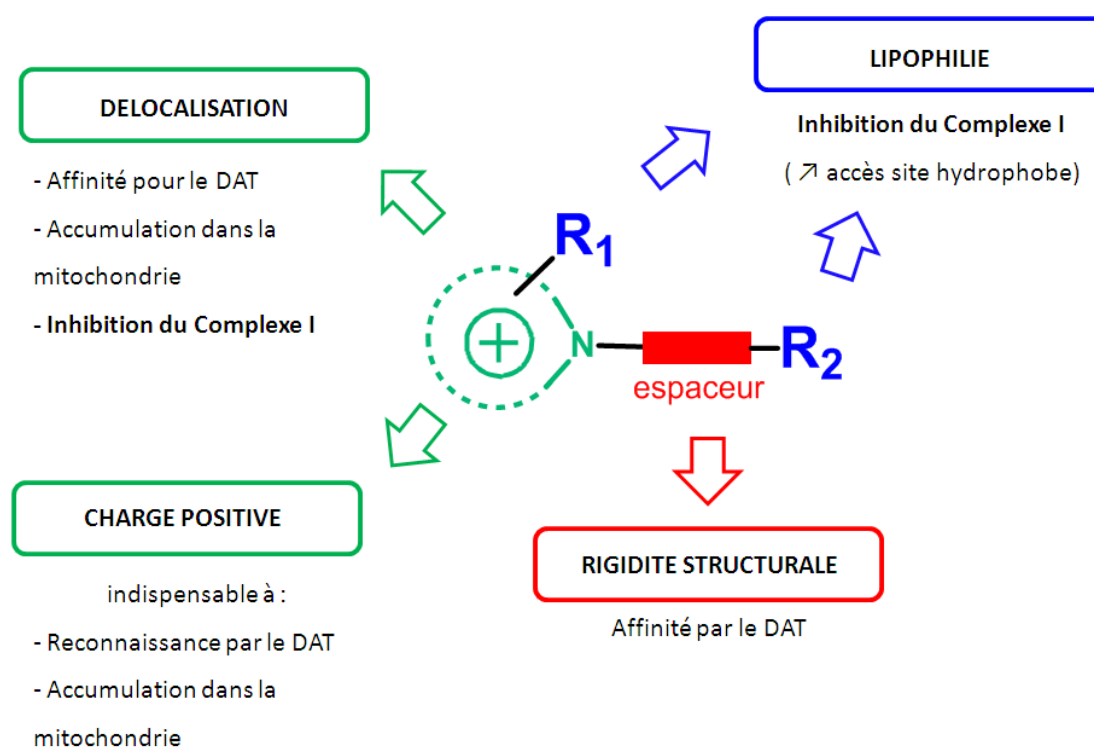 DELOCALISATION
- Affinité pour le DAT
- Accumulation dans la
mitochondrie
- Inhibition du Complexe I
LIPOPHILIE
Inhibition du Complexe I
( ↗ accès site hydrophobe)
R1
+
N
R2
espaceur
CHARGE POSITIVE
indispensable à :
- Reconnaissance par le DAT
- Accumulation dans la
mitochondrie
RIGIDITE STRUCTURALE
Affinité par le DAT